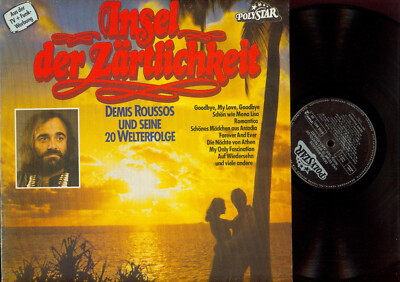 Aus der
TV + Funk-
Werbung
POLYSTAR
Insel
der Zärtlichkeit
DEMIS ROUSSOS
UND SEINE
20 WELTERFOLGE
Goodbye, My Love, Goodbye
Schön wie Mona Lisa
Romantica
Schönes Mädchen aus Arcadia
Forever And Ever
Die Nächte von Athen
My Only Fascination
Auf Wiedersehn
und viele andere
POLYSTAR